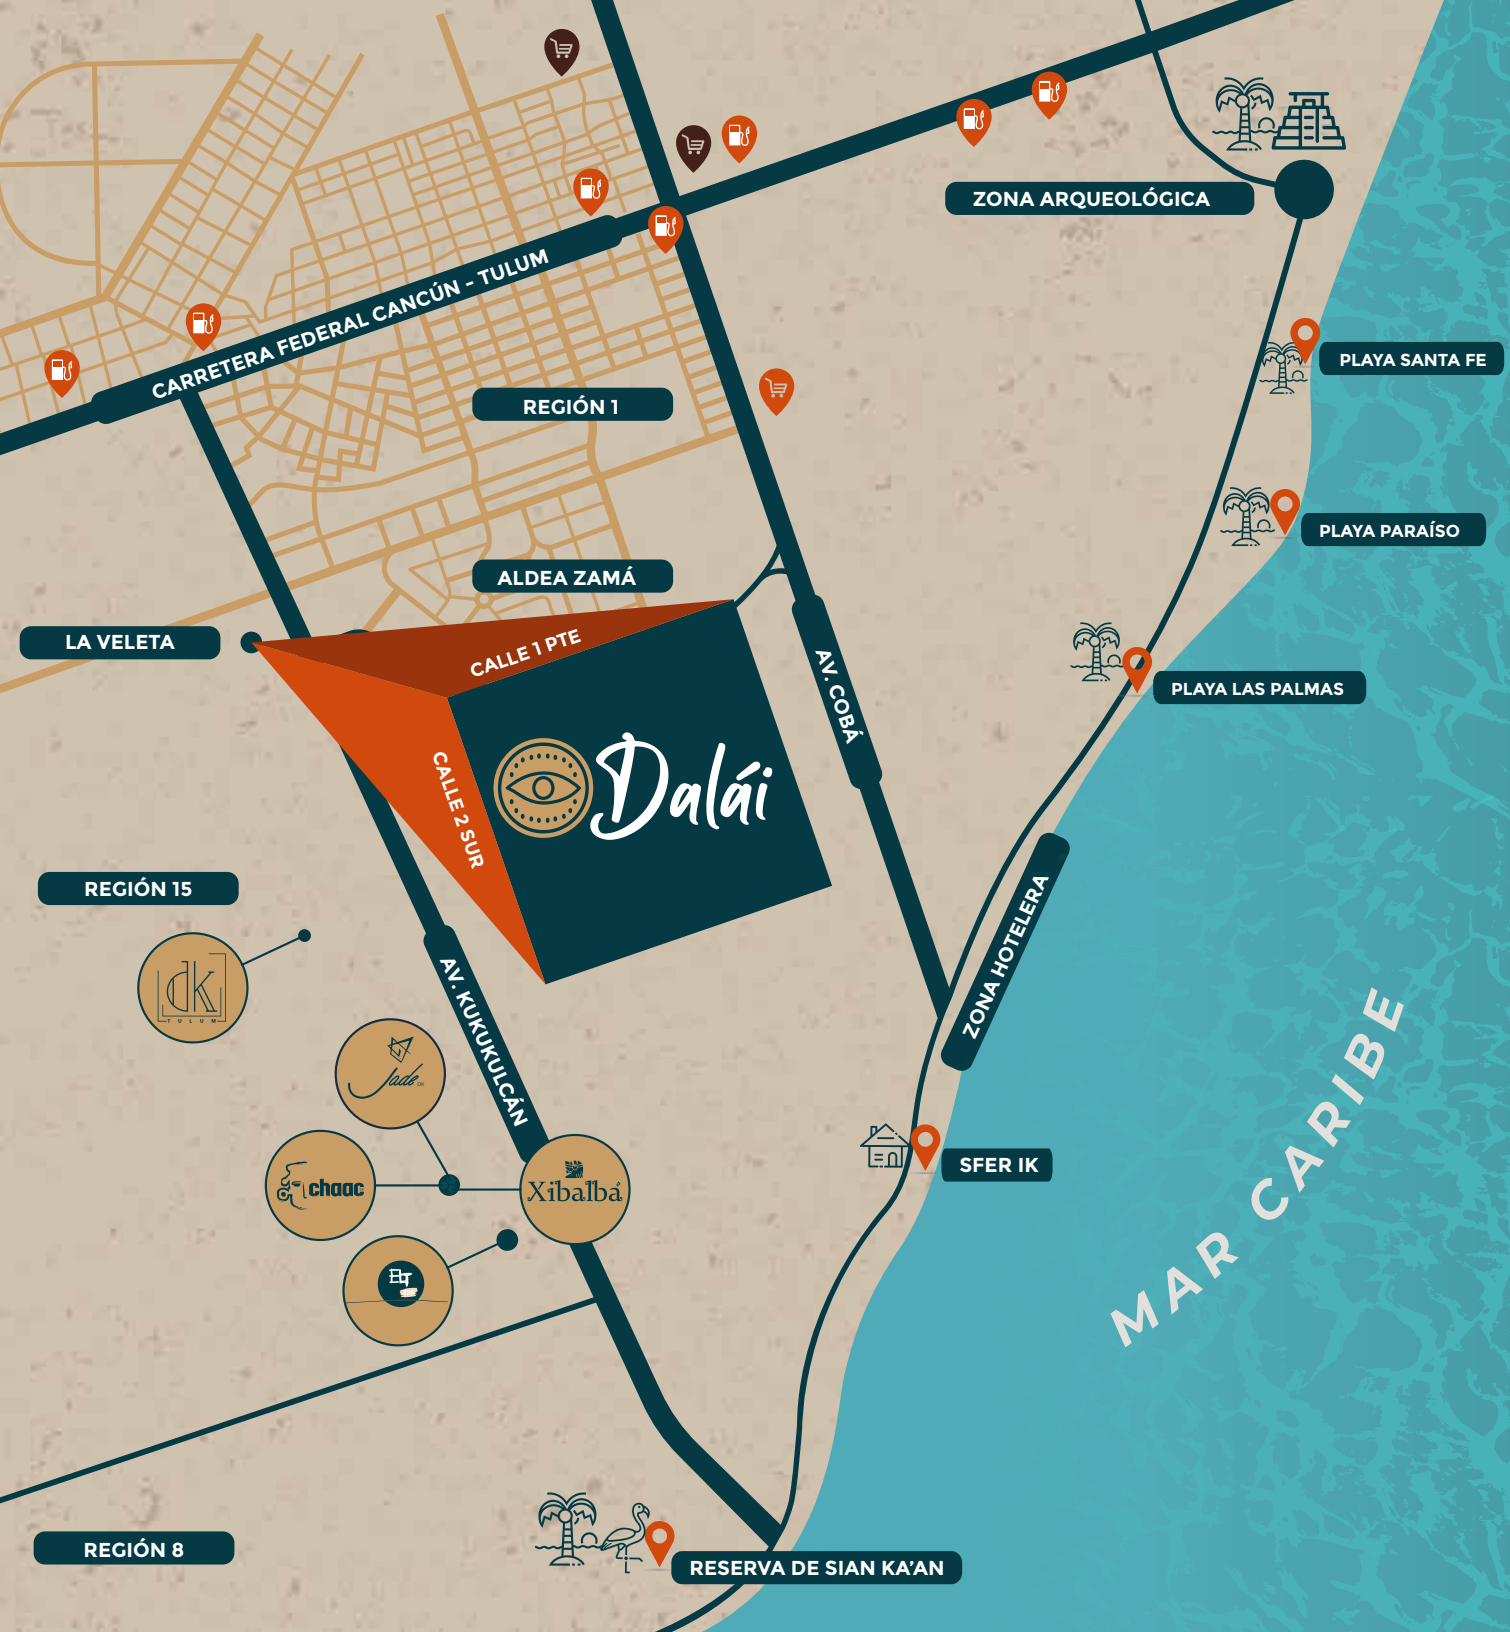 ZONA ARQUEOLÓGICA
CARRETERA FEDERAL CANCÚN - TULUM
PLAYA SANTA FE
REGIÓN 1
PLAYA PARAÍSO
ALDEA ZAMÁ
LA VELETA
CALLE 1 PTE
AV. COBÁ
PLAYA LAS PALMAS
CALLE 2 SUR
Dalái
REGIÓN 15
ZONA HOTELERA
dK
TULUM
AV. KUKUKULCÁN
Jade
MAR CARIBE
SFER IK
chaac
Xibalbá
REGIÓN 8
RESERVA DE SIAN KA'AN